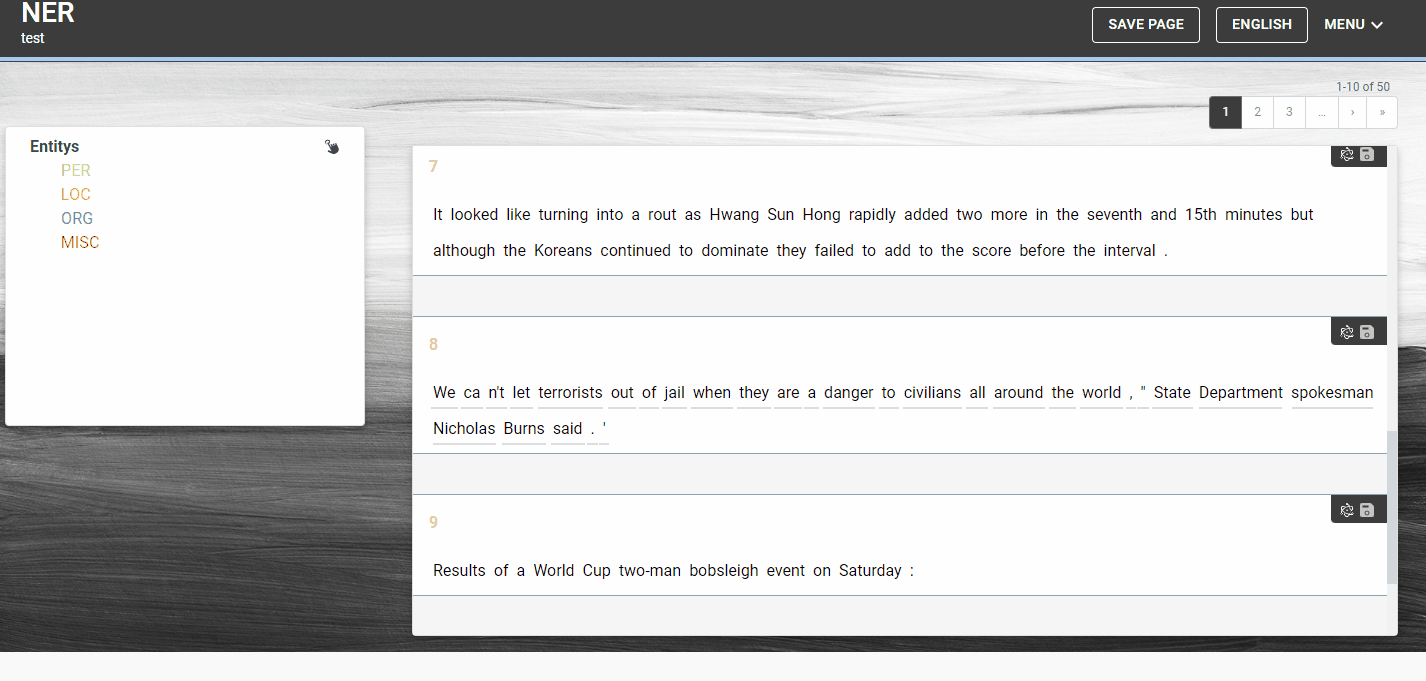 NER
test
SAVE PAGE
ENGLISH
MENU
1-10 of 50
1 2 3 ... › »
Entitys
PER
LOC
ORG
MISC
7
It looked like turning into a rout as Hwang Sun Hong rapidly added two more in the seventh and 15th minutes but
although the Koreans continued to dominate they failed to add to the score before the interval .
8
We ca n't let terrorists out of jail when they are a danger to civilians all around the world , " State Department spokesman
Nicholas Burns said . '
9
Results of a World Cup two-man bobsleigh event on Saturday :